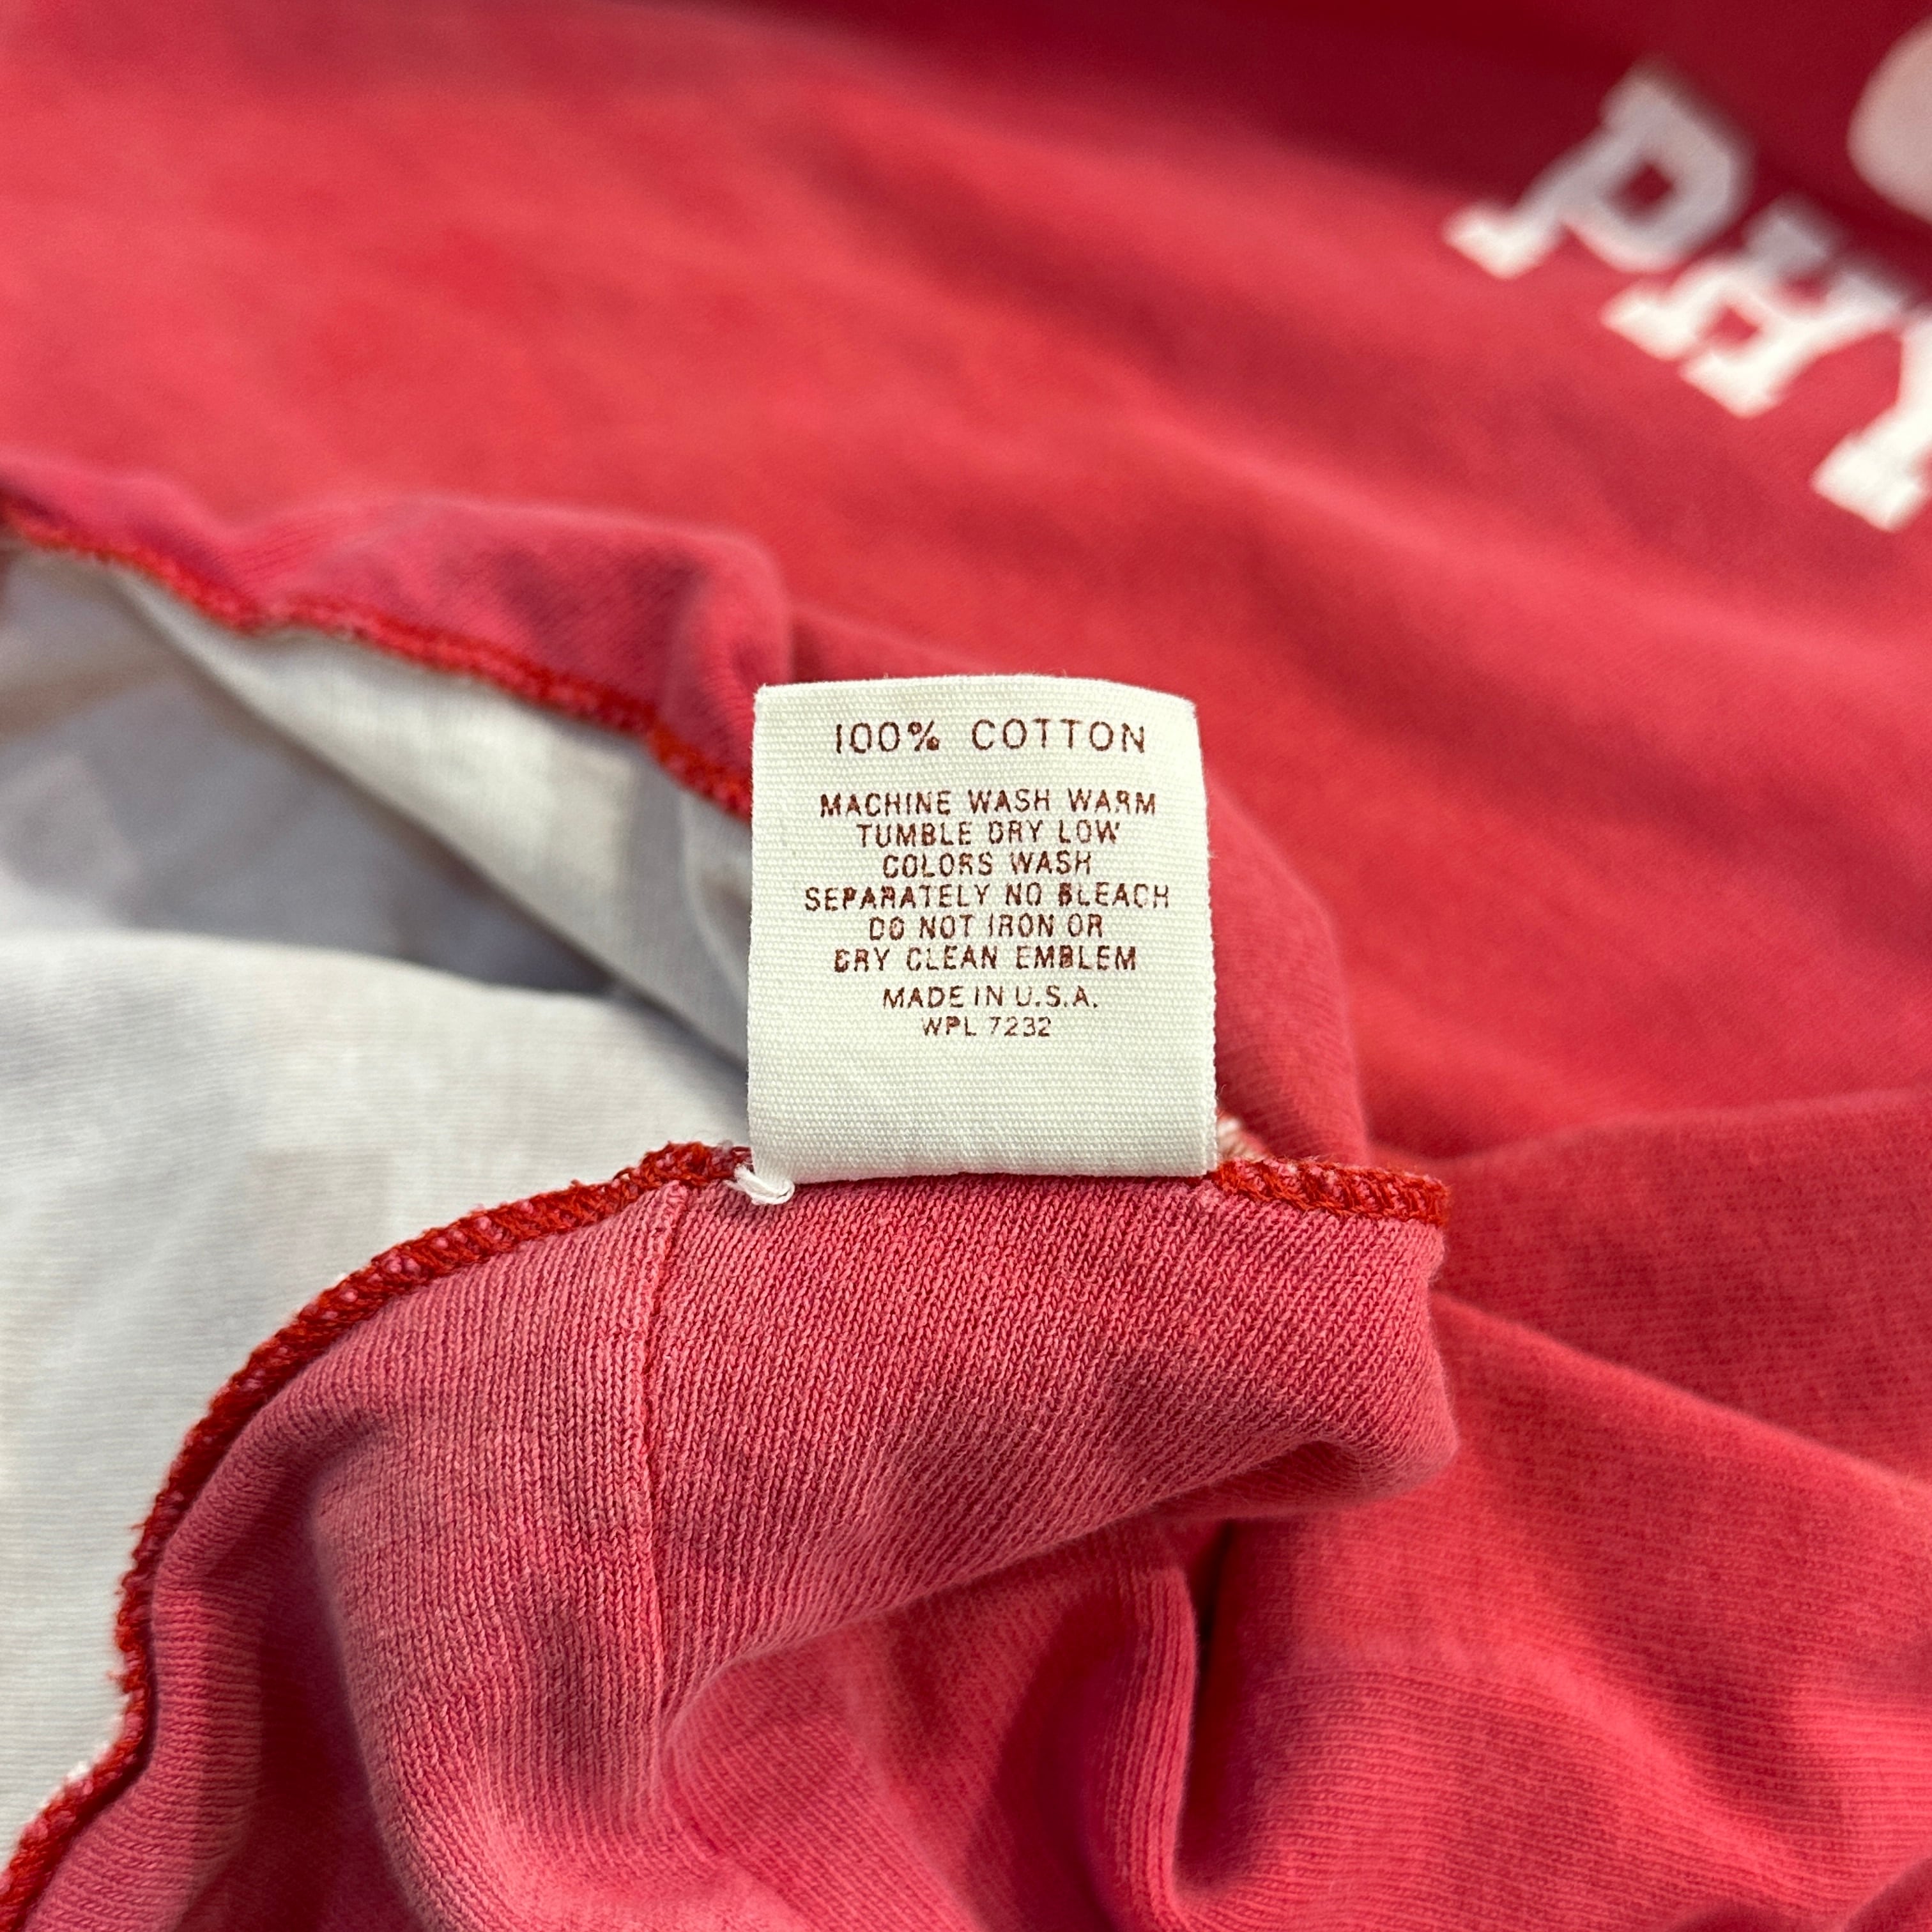 PHY
100% COTTON
MACHINE WASH WARM
TUMBLE DRY LOW
COLORS WASH
SEPARATELY NO BLEACH
DO NOT IRON OR
DRY CLEAN EMBLEM
MADE IN U.S.A.
WPL 7232